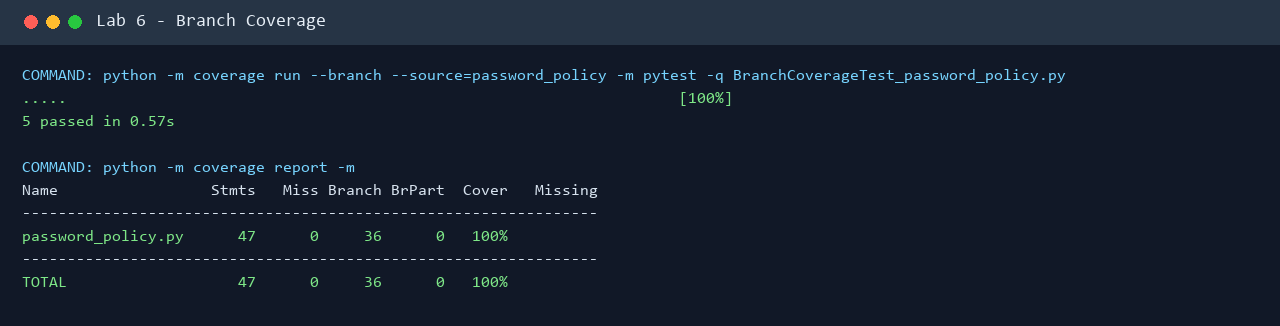 Lab 6 - Branch Coverage
COMMAND: python -m coverage run --branch --source=password_policy -m pytest -q BranchCoverageTest_password_policy.py
..... [100%]
5 passed in 0.57s
COMMAND: python -m coverage report -m
Name Stmts Miss Branch BrPart Cover Missing
----------------------------------------------------------------
password_policy.py 47 0 36 0 100%
----------------------------------------------------------------
TOTAL 47 0 36 0 100%